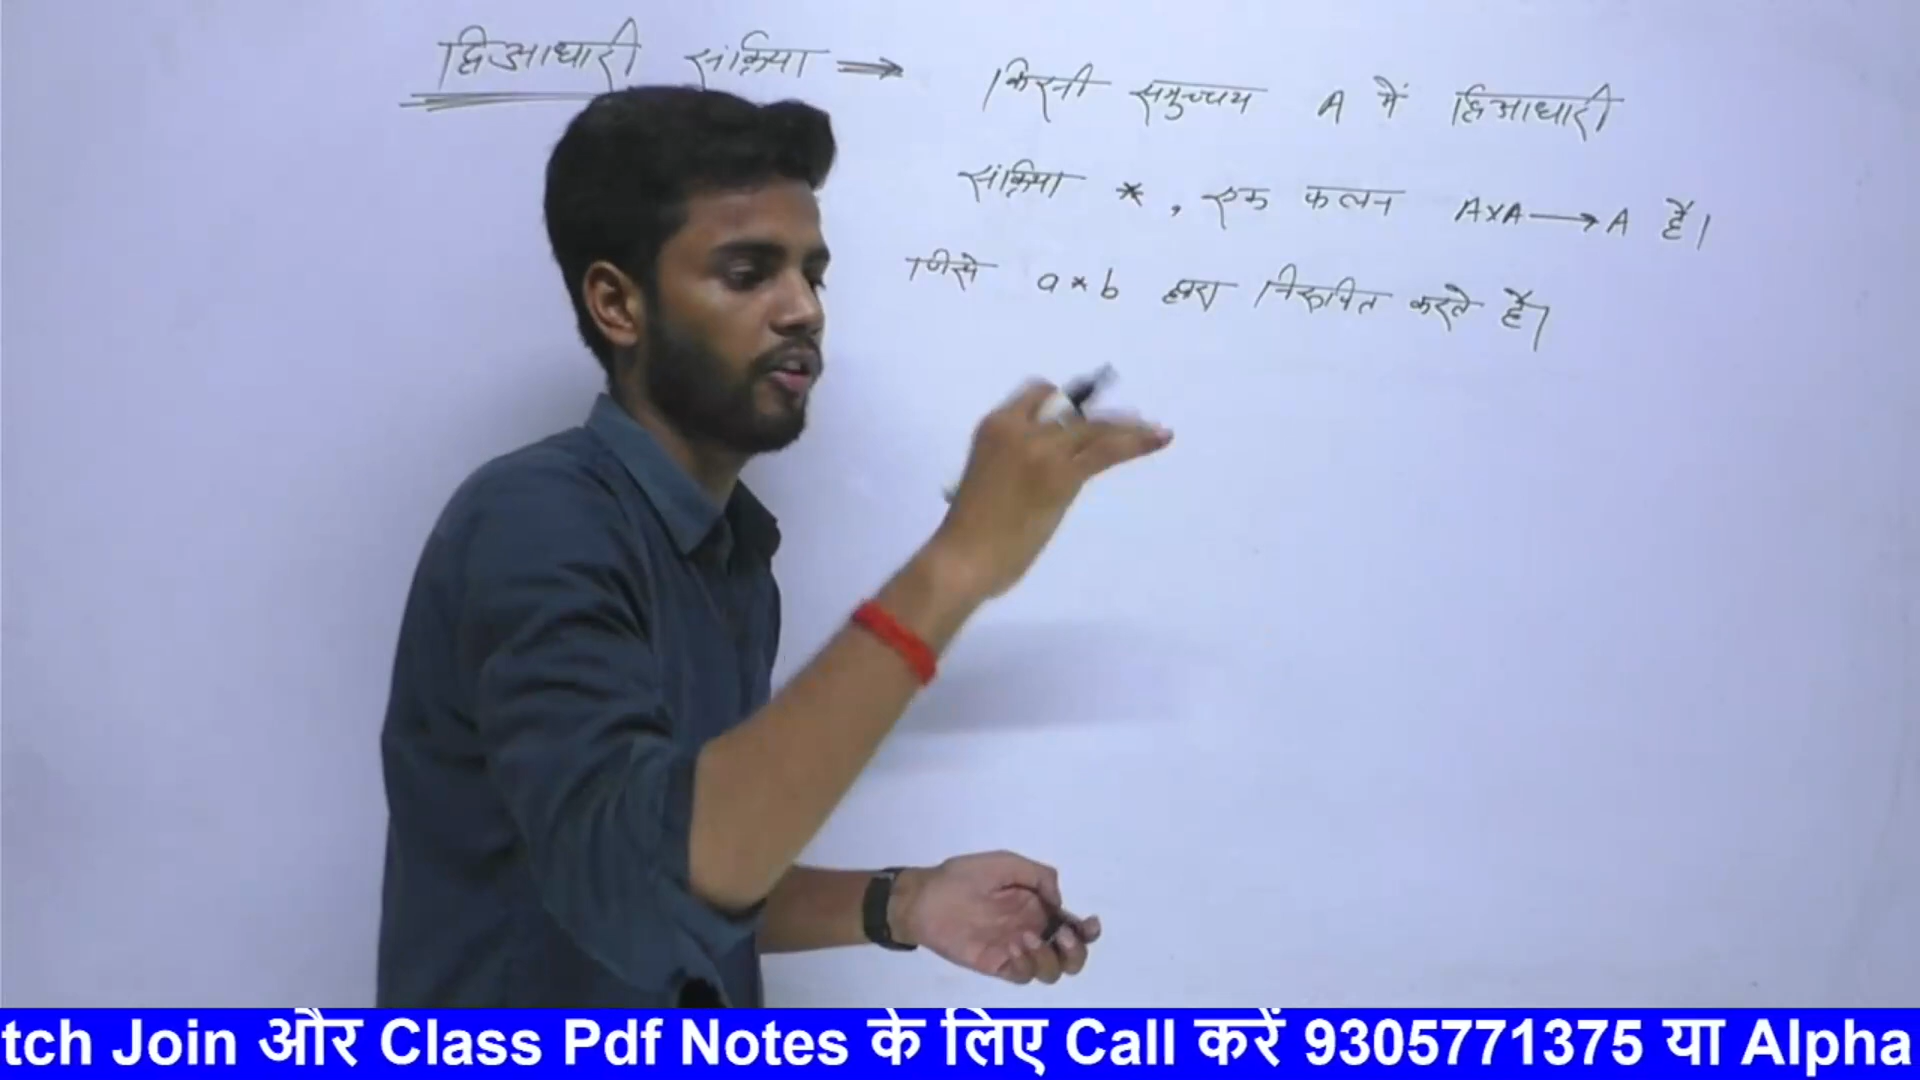 द्विआधारी संक्रिया → किसी समुच्चय A में द्विआधारी
संक्रिया *, एक फलन A×A → A है।
जिसे a * b द्वारा निरूपित करते हैं।
tch Join और Class Pdf Notes के लिए Call करें 9305771375 या Alpha